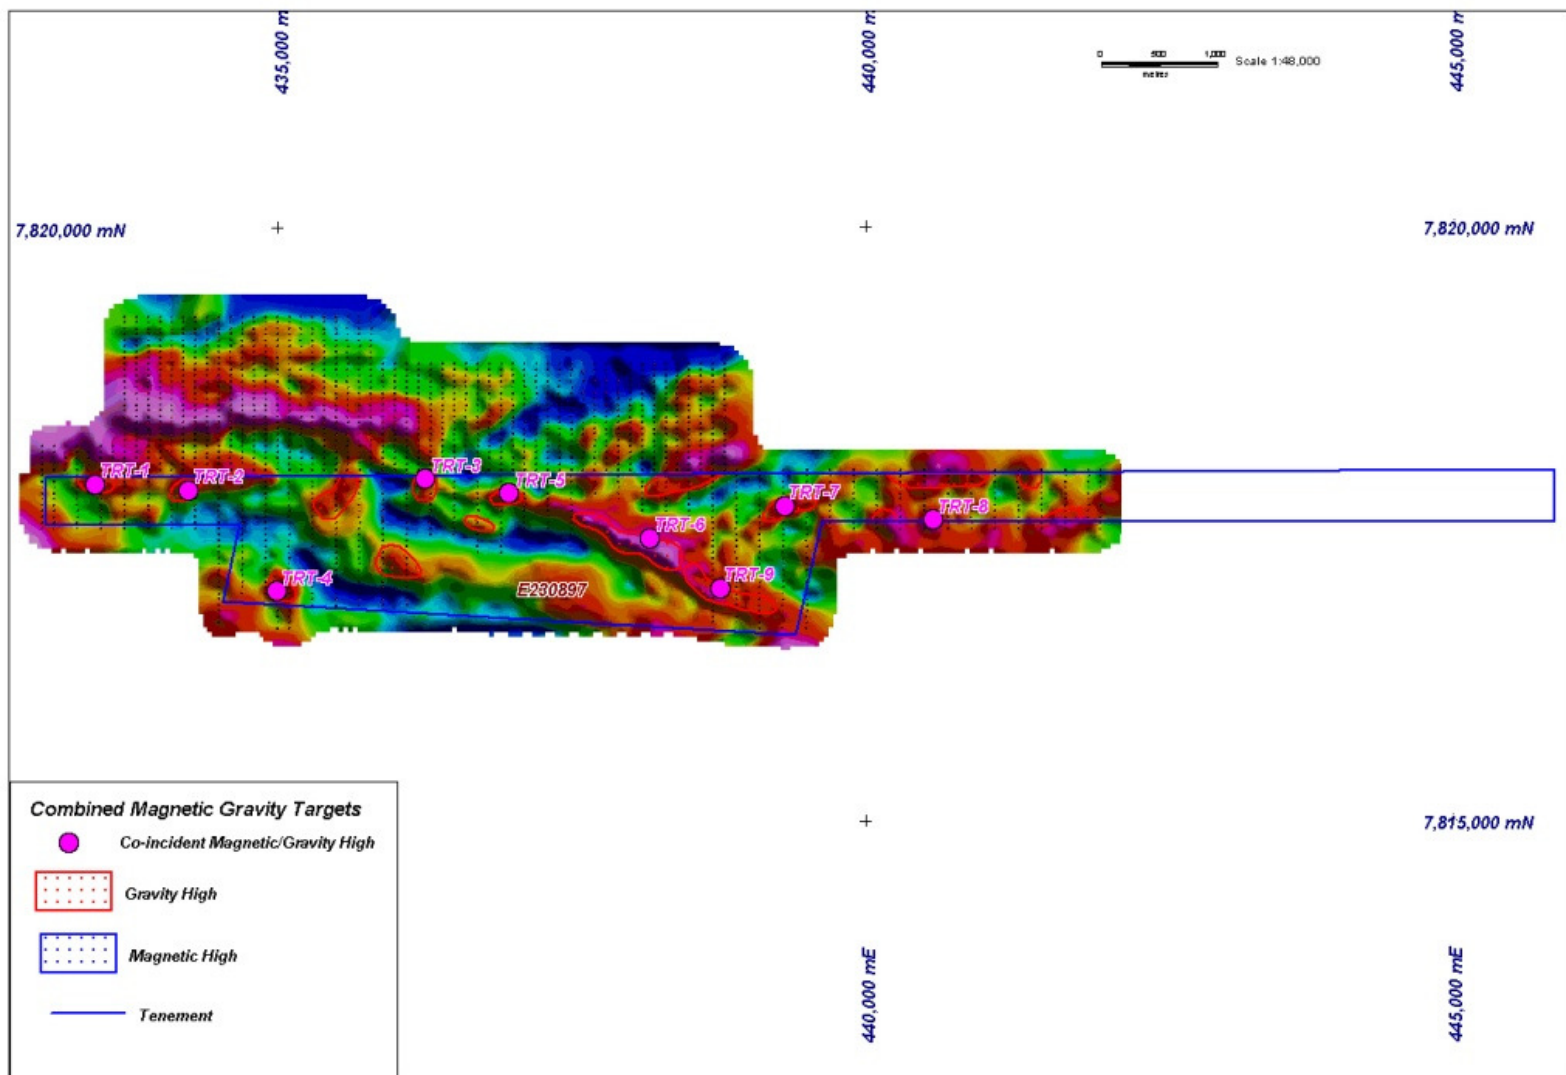 435,000 m
440,000 m
445,000 m
0 500 1,000
metres
Scale 1:48,000
7,820,000 mN
7,820,000 mN
TRT-1
TRT-2
TRT-3
TRT-5
TRT-7
TRT-8
TRT-6
TRT-4
TRT-9
E230897
7,815,000 mN
Combined Magnetic Gravity Targets
Co-incident Magnetic/Gravity High
Gravity High
Magnetic High
Tenement
440,000 mE
445,000 mE